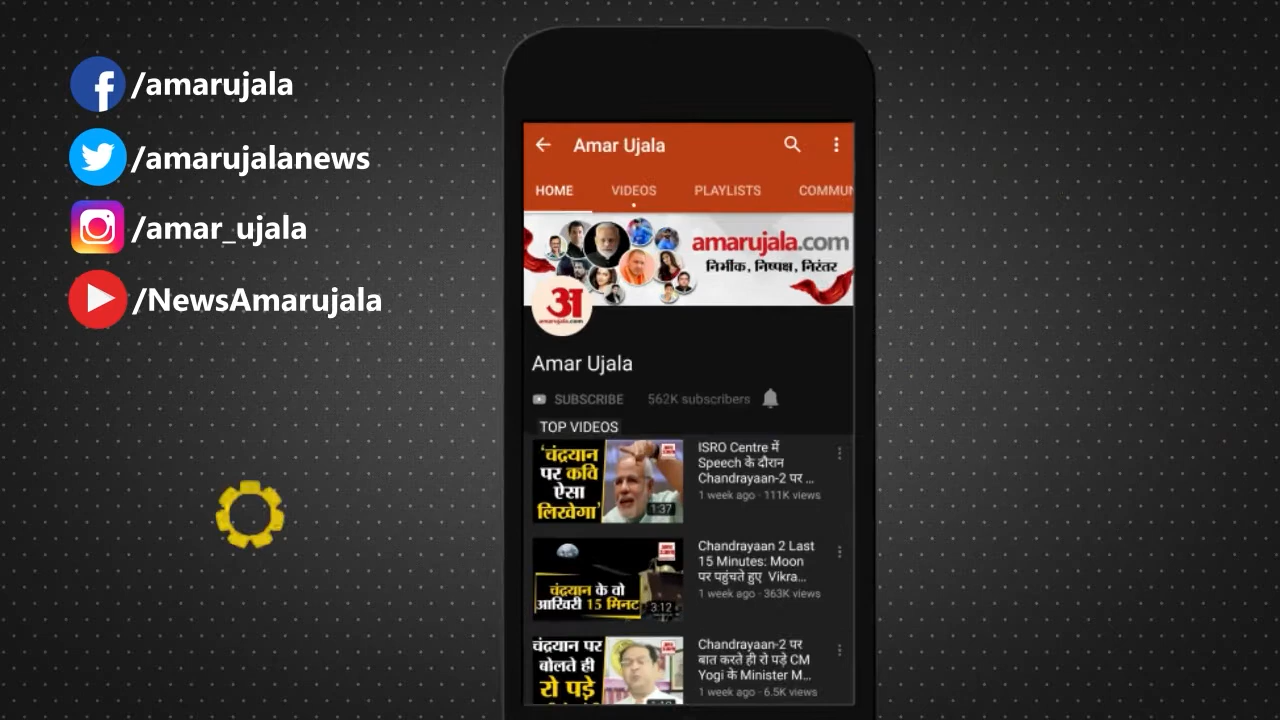 /amarujala
/amarujalanews
/amar_ujala
/NewsAmarujala
Amar Ujala
HOME VIDEOS PLAYLISTS COMMUN
amarujala.com
निर्भीक, निष्पक्ष, निरंतर
अ
amarujala.com
Amar Ujala
SUBSCRIBE 562K subscribers
TOP VIDEOS
'चंद्रयान
पर कवि
ऐसा
लिखेगा'
1:37
ISRO Centre में
Speech के दौरान
Chandrayaan-2 पर ...
1 week ago · 111K views
चंद्रयान के वो
आखिरी 15 मिनट
3:12
Chandrayaan 2 Last
15 Minutes: Moon
पर पहुंचते हुए Vikra...
1 week ago · 363K views
चंद्रयान पर
बोलते ही
रो पड़े
Chandrayaan-2 पर
बात करते ही रो पड़े CM
Yogi के Minister M...
1 week ago · 6.5K views